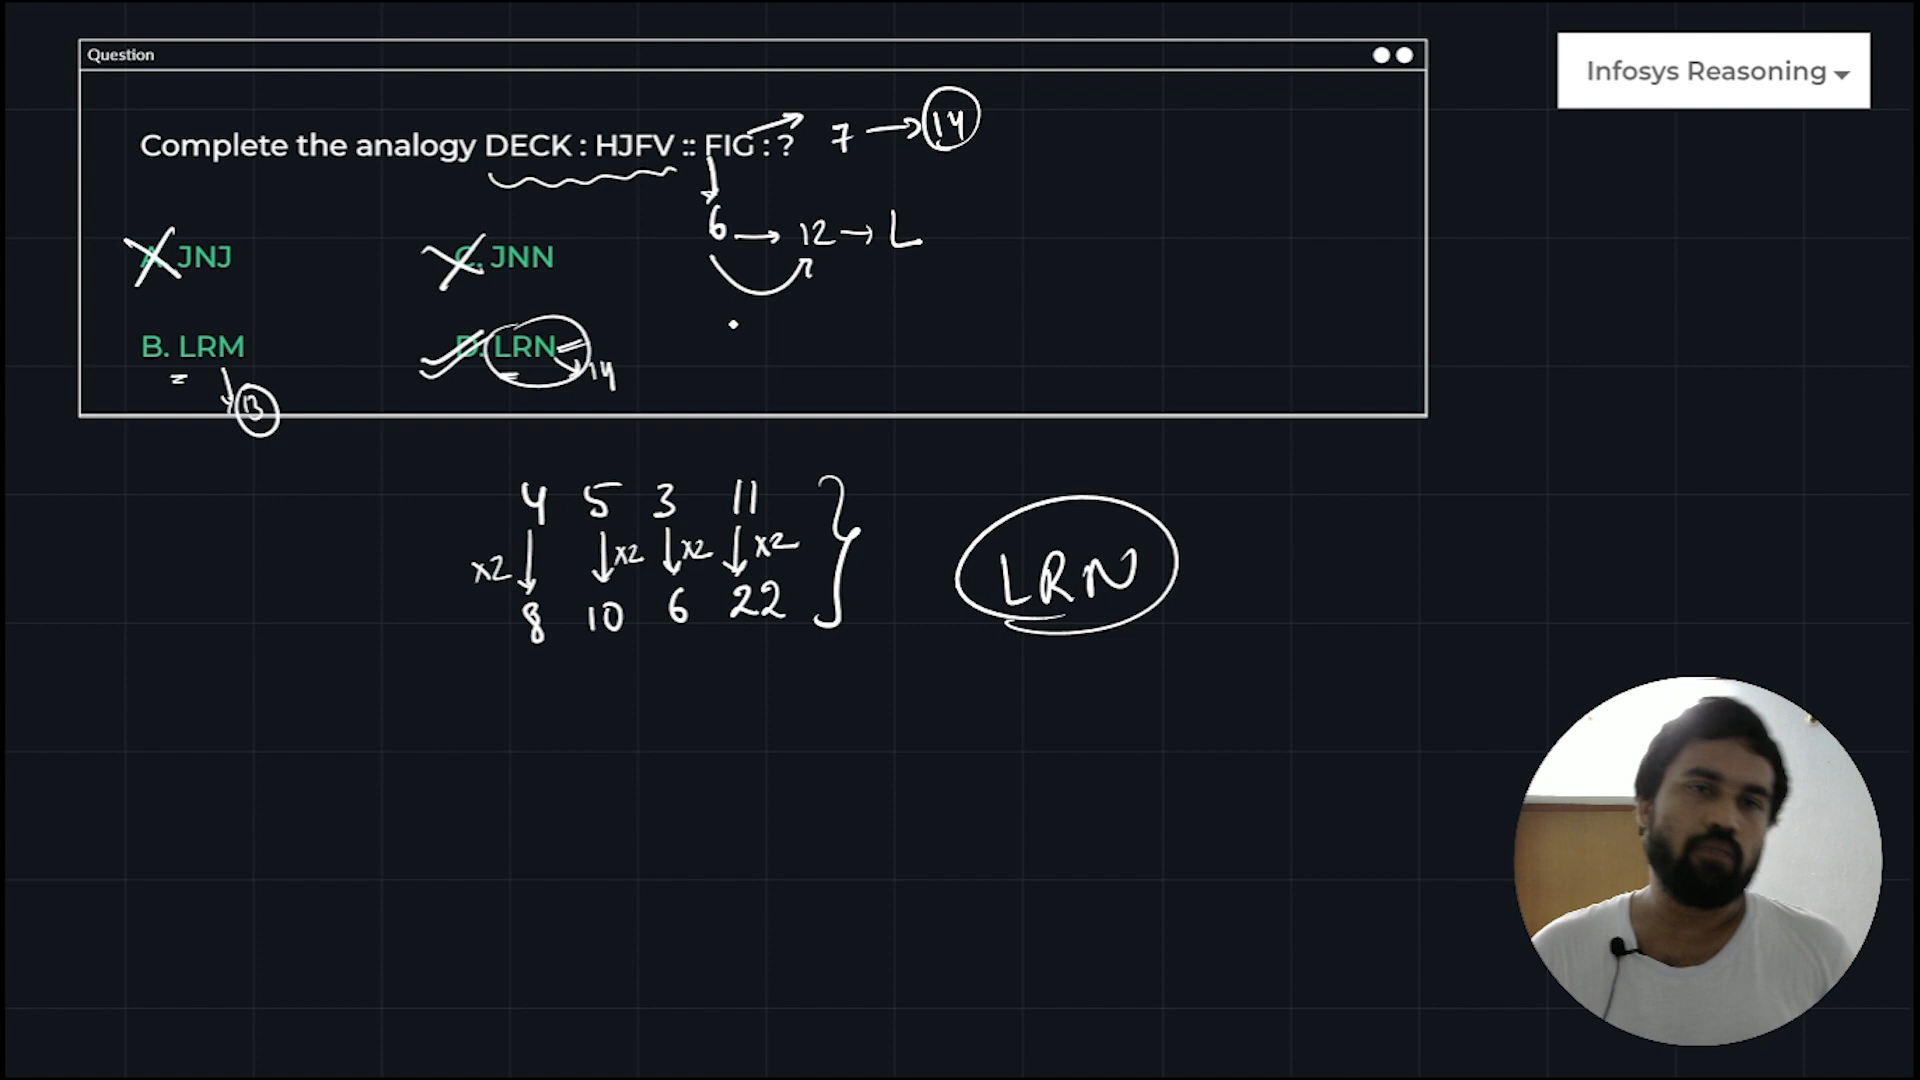 Question
Infosys Reasoning
Complete the analogy DECK : HJFV :: FIG : ? 7 → 14
6 → 12 → L
A. JNJ
C. JNN
B. LRM
D. LRN
14
13
4 5 3 11
x2 x2 x2 x2
8 10 6 22
LRN